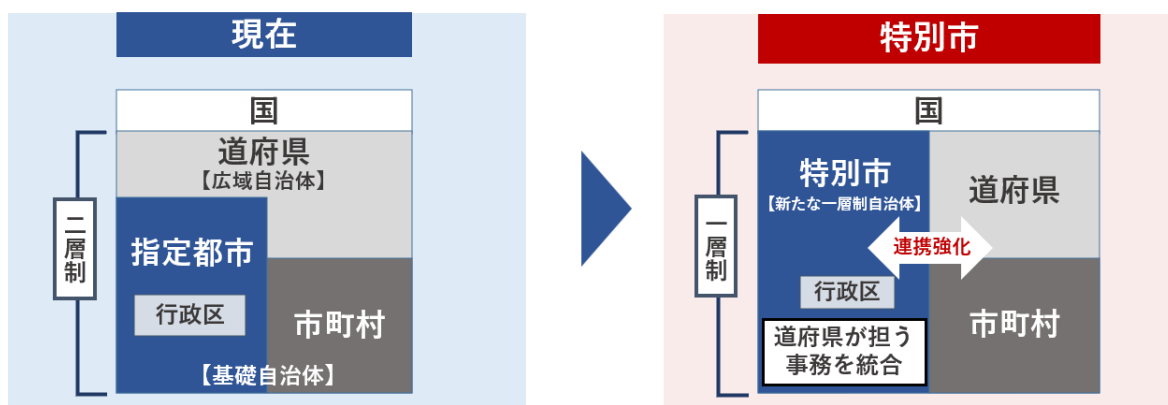 現在
国
道府県
【広域自治体】
二層制
指定都市
行政区
市町村
【基礎自治体】
特別市
国
特別市
【新たな一層制自治体】
道府県
連携強化
一層制
行政区
市町村
道府県が担う
事務を統合